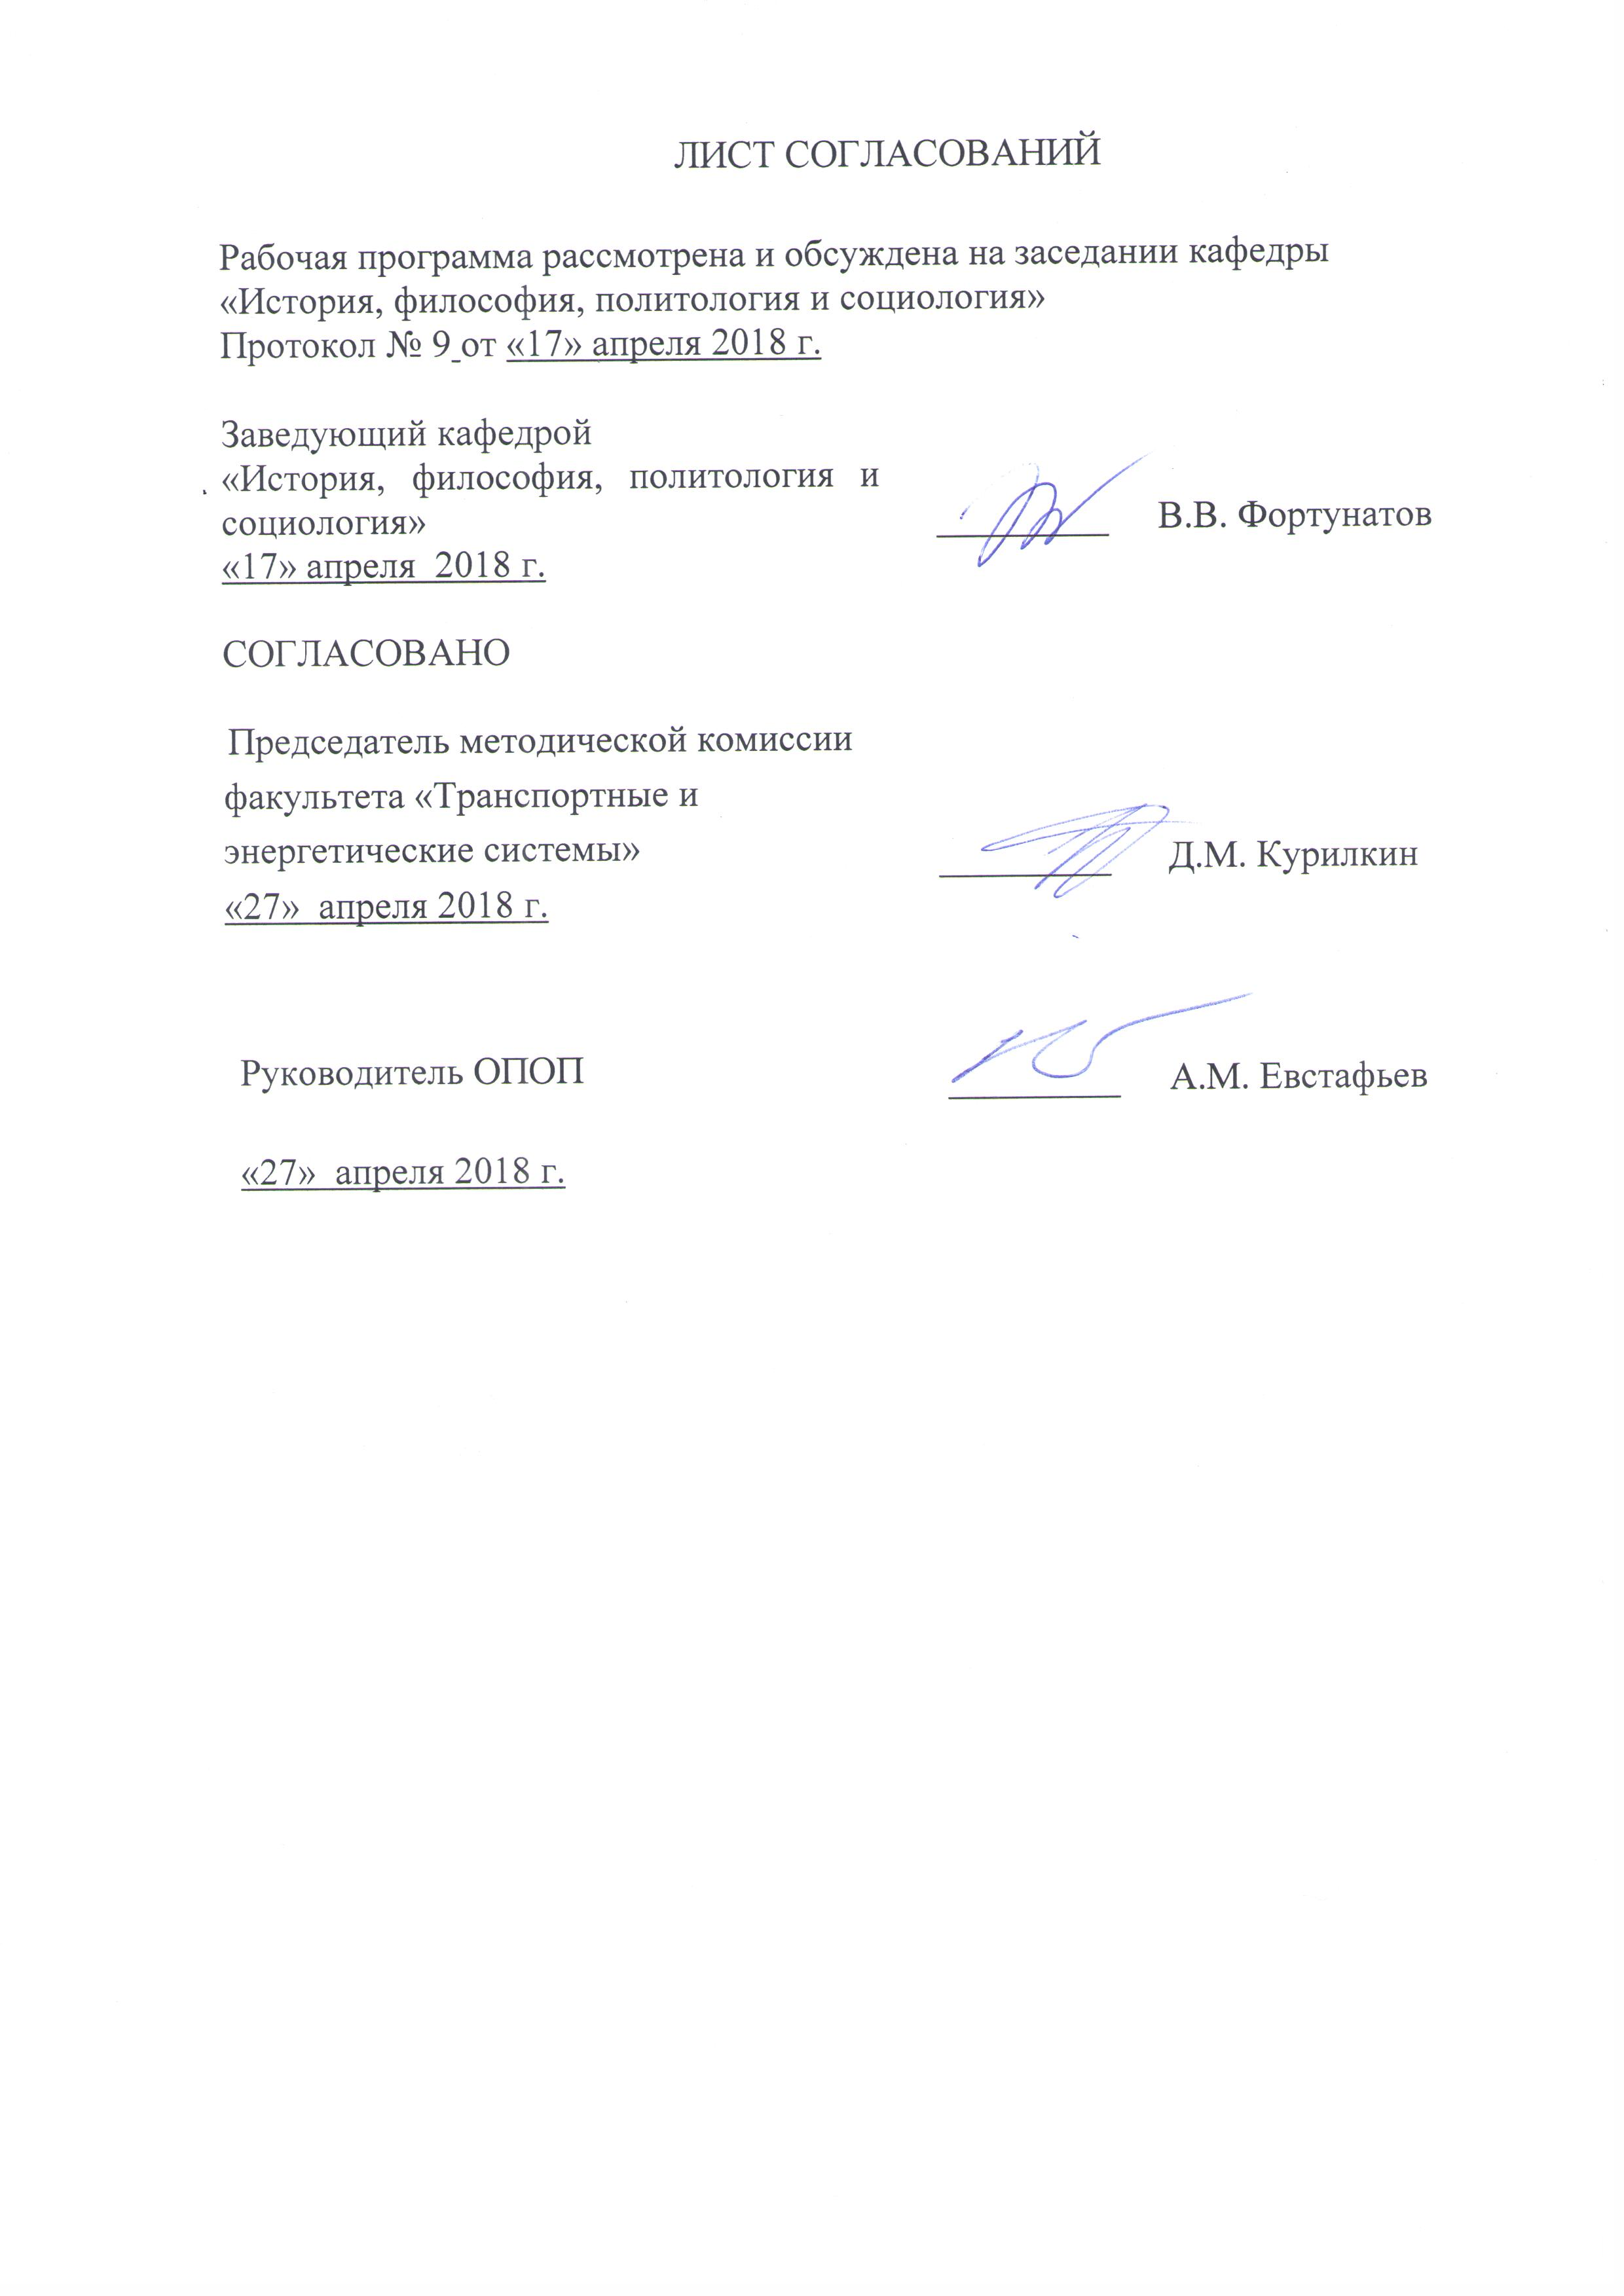 ЛИСТ СОГЛАСОВАНИЙ
Рабочая программа рассмотрена и обсуждена на заседании кафедры
«История, философия, политология и социология»
Протокол № 9 от «17» апреля 2018 г.
Заведующий кафедрой
«История, философия, политология и
социология»
В.В. Фортунатов
«17» апреля 2018 г.
СОГЛАСОВАНО
Председатель методической комиссии
факультета «Транспортные и
энергетические системы»
Д.М. Курилкин
«27» апреля 2018 г.
Руководитель ОПОП
А.М. Евстафьев
«27» апреля 2018 г.